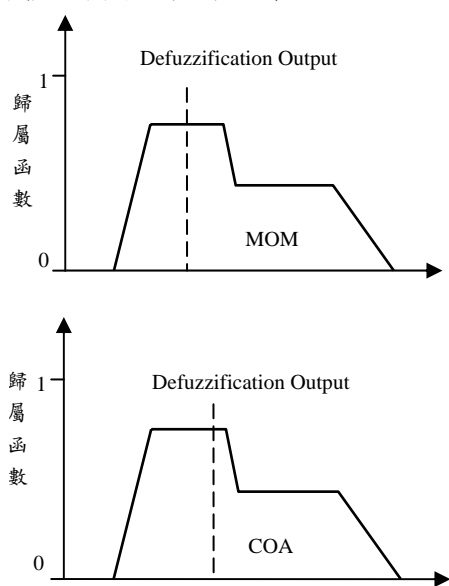 Defuzzification Output
1
歸屬函數
MOM
0
Defuzzification Output
1
歸屬函數
COA
0